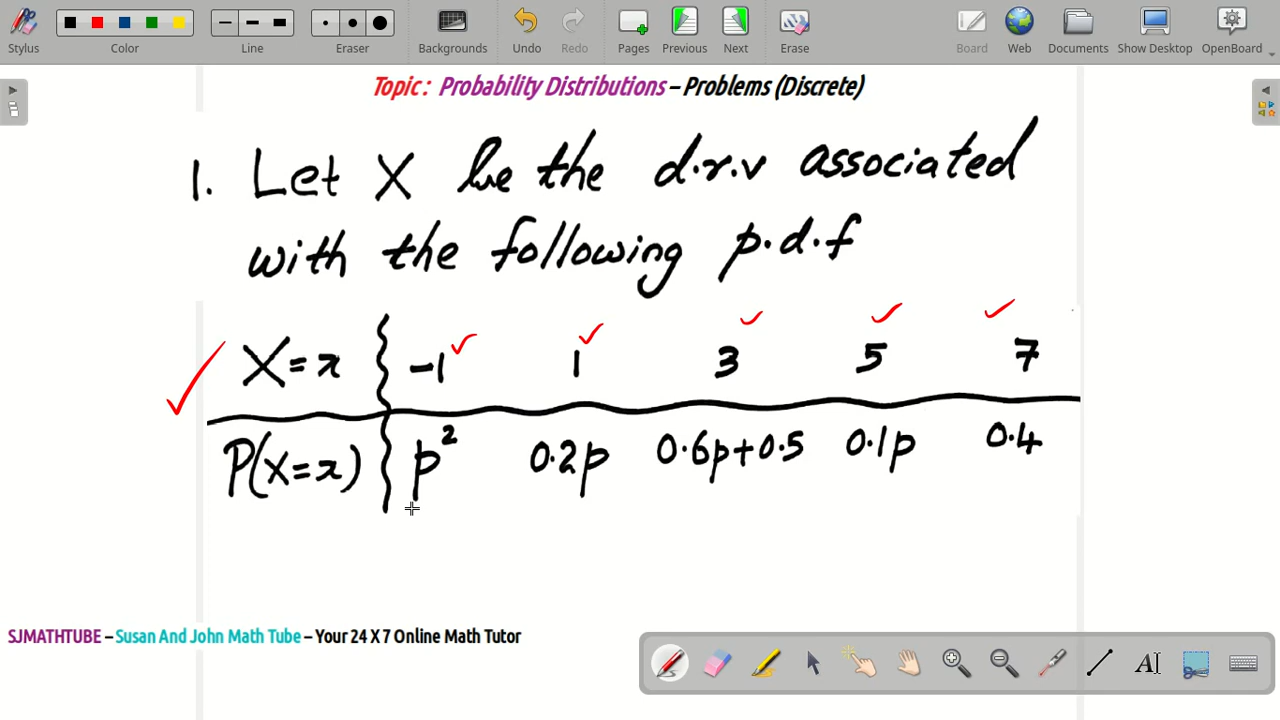 Stylus Color Line Eraser Backgrounds Undo Redo Pages Previous Next Erase Board Web Documents Show Desktop OpenBoard
Topic : Probability Distributions – Problems (Discrete)
1. Let X be the d.r.v associated
with the following p.d.f
X=x -1 1 3 5 7
P(X=x) p² 0.2p 0.6p+0.5 0.1p 0.4
SJMATHTUBE – Susan And John Math Tube – Your 24 X 7 Online Math Tutor